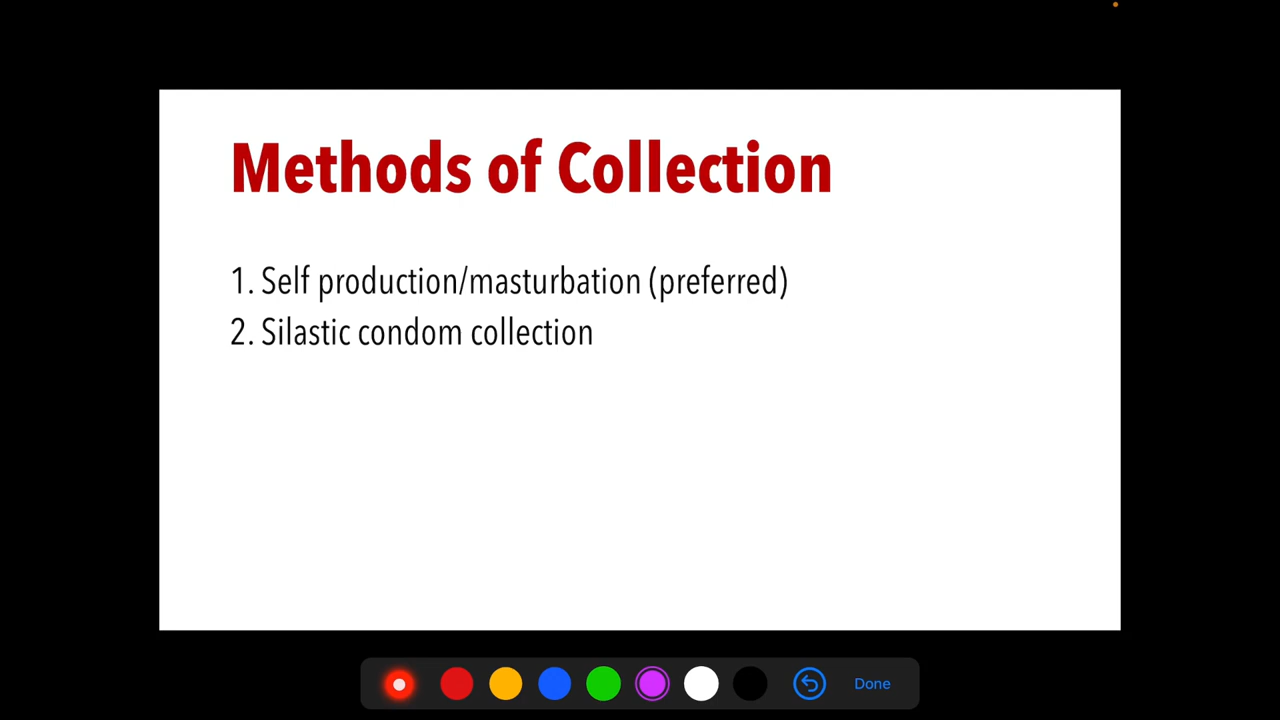 Methods of Collection
1. Self production/masturbation (preferred)
2. Silastic condom collection
Done